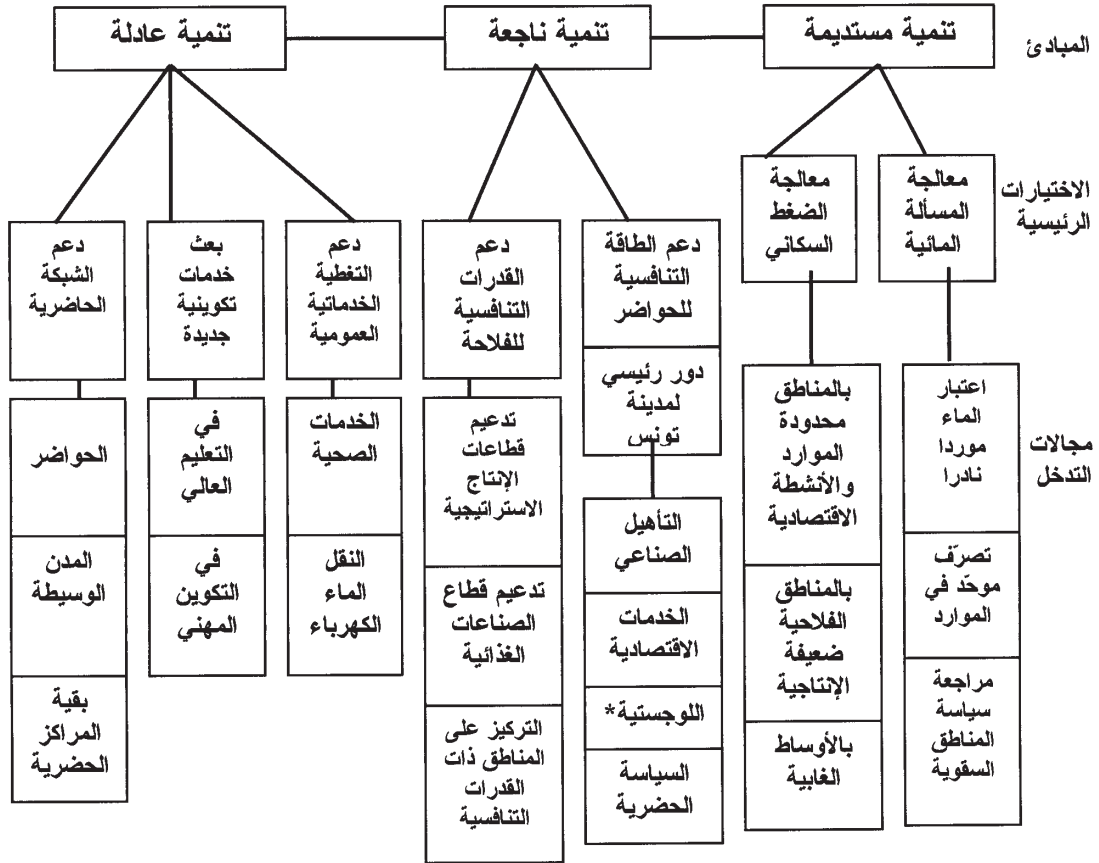 المبادئ
تنمية مستديمة
تنمية ناجعة
تنمية عادلة
الاختيارات
الرئيسية
معالجة
المسألة
المائية
معالجة
الضغط
السكاني
دعم الطاقة
التنافسية
للحواضر
دور رئيسي
لمدينة
تونس
دعم
القدرات
التنافسية
للفلاحة
دعم
التغطية
الخدماتية
العمومية
بعث
خدمات
تكوينية
جديدة
دعم
الشبكة
الحاضرية
مجالات
التدخل
اعتبار
الماء
موردا
نادرا
تصرّف
موحّد في
الموارد
مراجعة
سياسة
المناطق
السقوية
بالمناطق
محدودة
الموارد
والأنشطة
الاقتصادية
بالمناطق
الفلاحية
ضعيفة
الإنتاجية
بالأوساط
الغابية
التأهيل
الصناعي
الخدمات
الاقتصادية
اللوجستية*
السياسة
الحضرية
تدعيم
قطاعات
الإنتاج
الاستراتيجية
تدعيم قطاع
الصناعات
الغذائية
التركيز على
المناطق ذات
القدرات
التنافسية
الخدمات
الصحية
النقل
الماء
الكهرباء
في
التعليم
العالي
في
التكوين
المهني
الحواضر
المدن
الوسيطة
بقية
المراكز
الحضرية